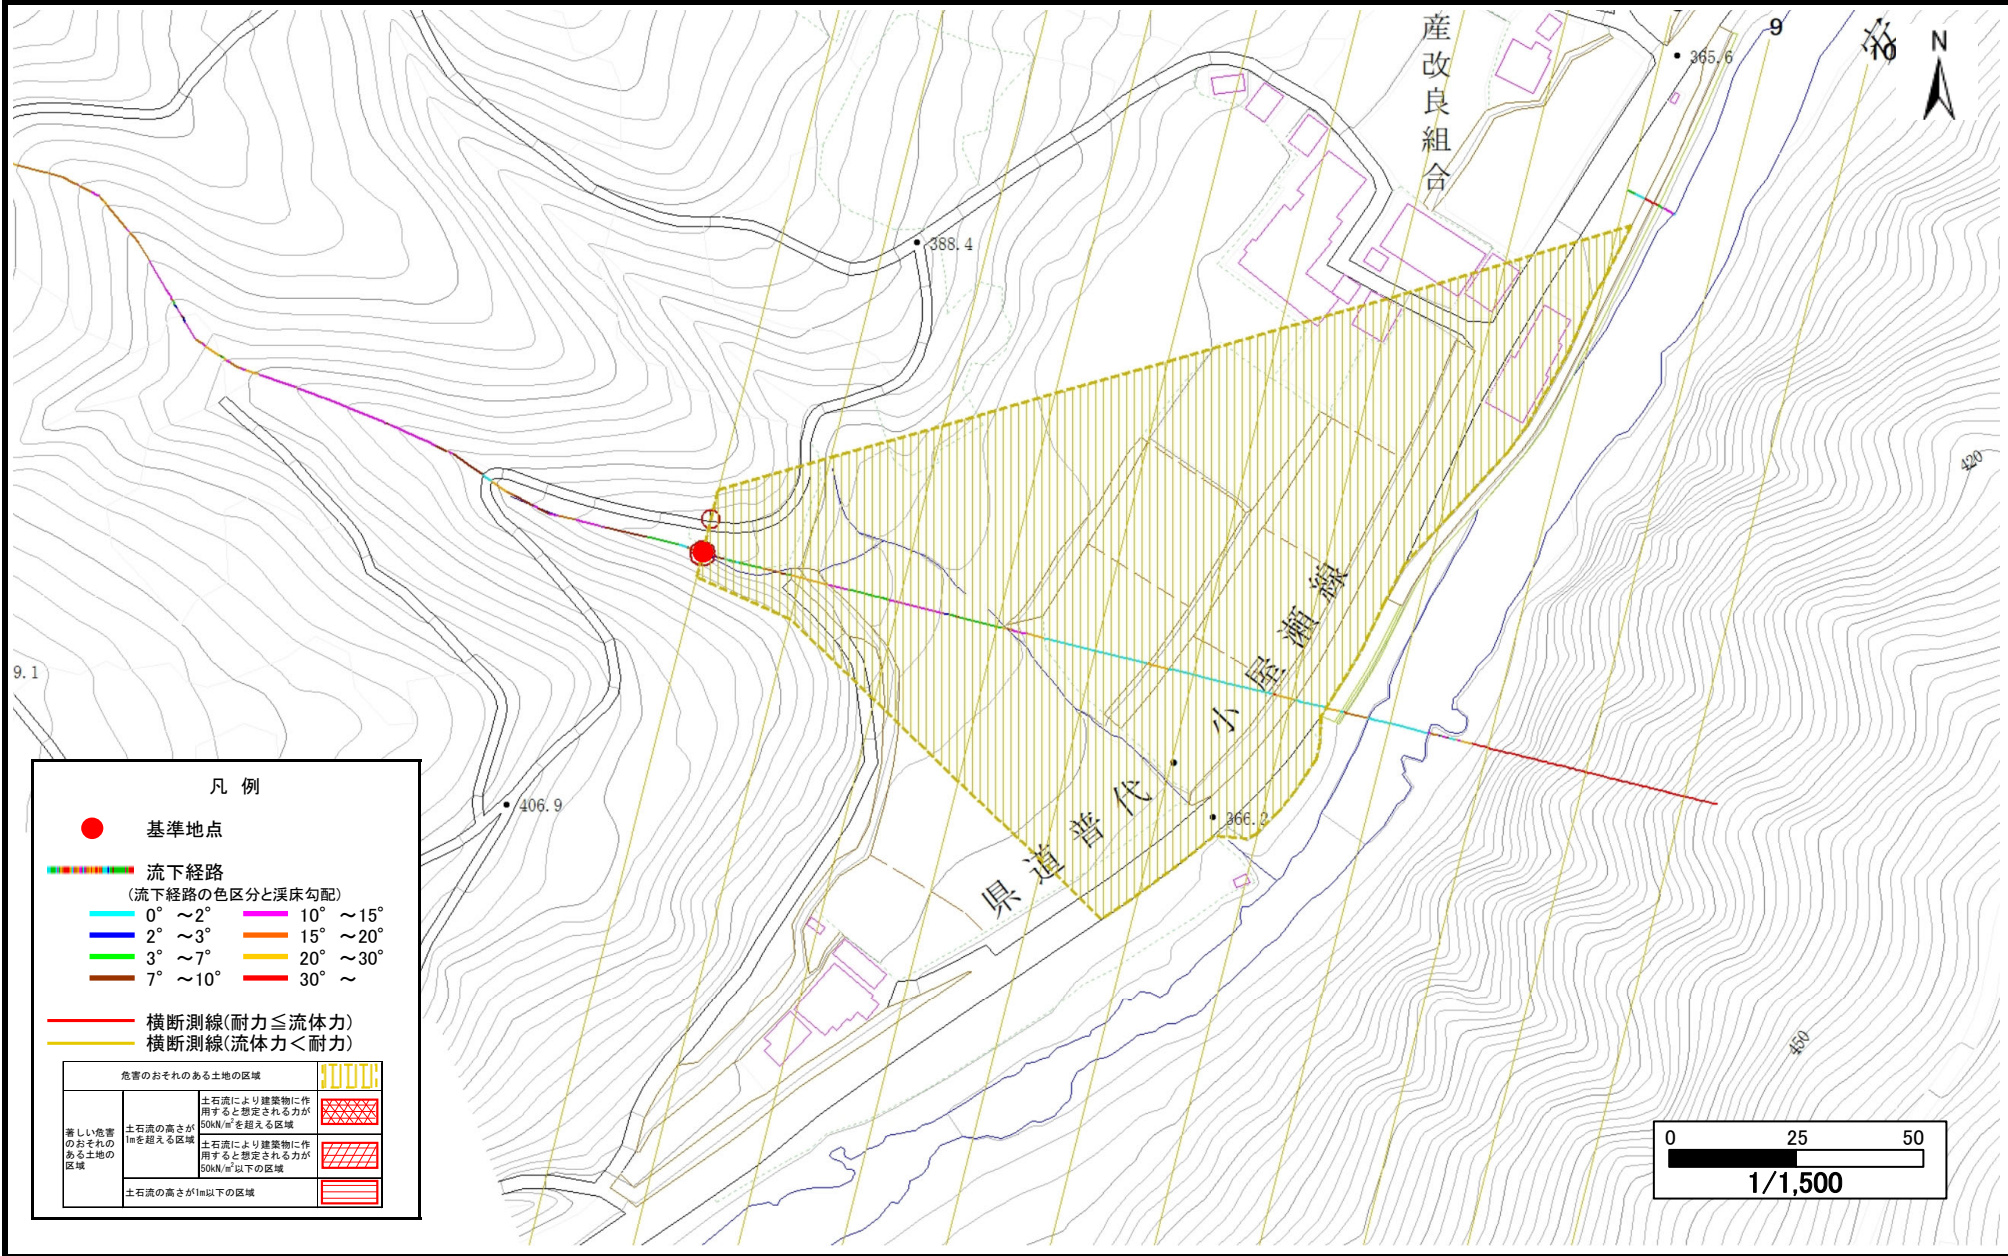 産改良組合
9
10
N
365.6
388.4
420
9.1
県道普代・小屋瀬線
406.9
366.2
450
凡 例
基準地点
流下経路
(流下経路の色区分と渓床勾配)
0° ～2°
10° ～15°
2° ～3°
15° ～20°
3° ～7°
20° ～30°
7° ～10°
30° ～
横断測線(耐力≦流体力)
横断測線(流体力＜耐力)
危害のおそれのある土地の区域
著しい危害
のおそれの
ある土地の
区域
土石流の高さが
1mを超える区域
土石流により建築物に作
用すると想定される力が
50kN/m²を超える区域
土石流により建築物に作
用すると想定される力が
50kN/m²以下の区域
土石流の高さが1m以下の区域
0 25 50
1/1,500